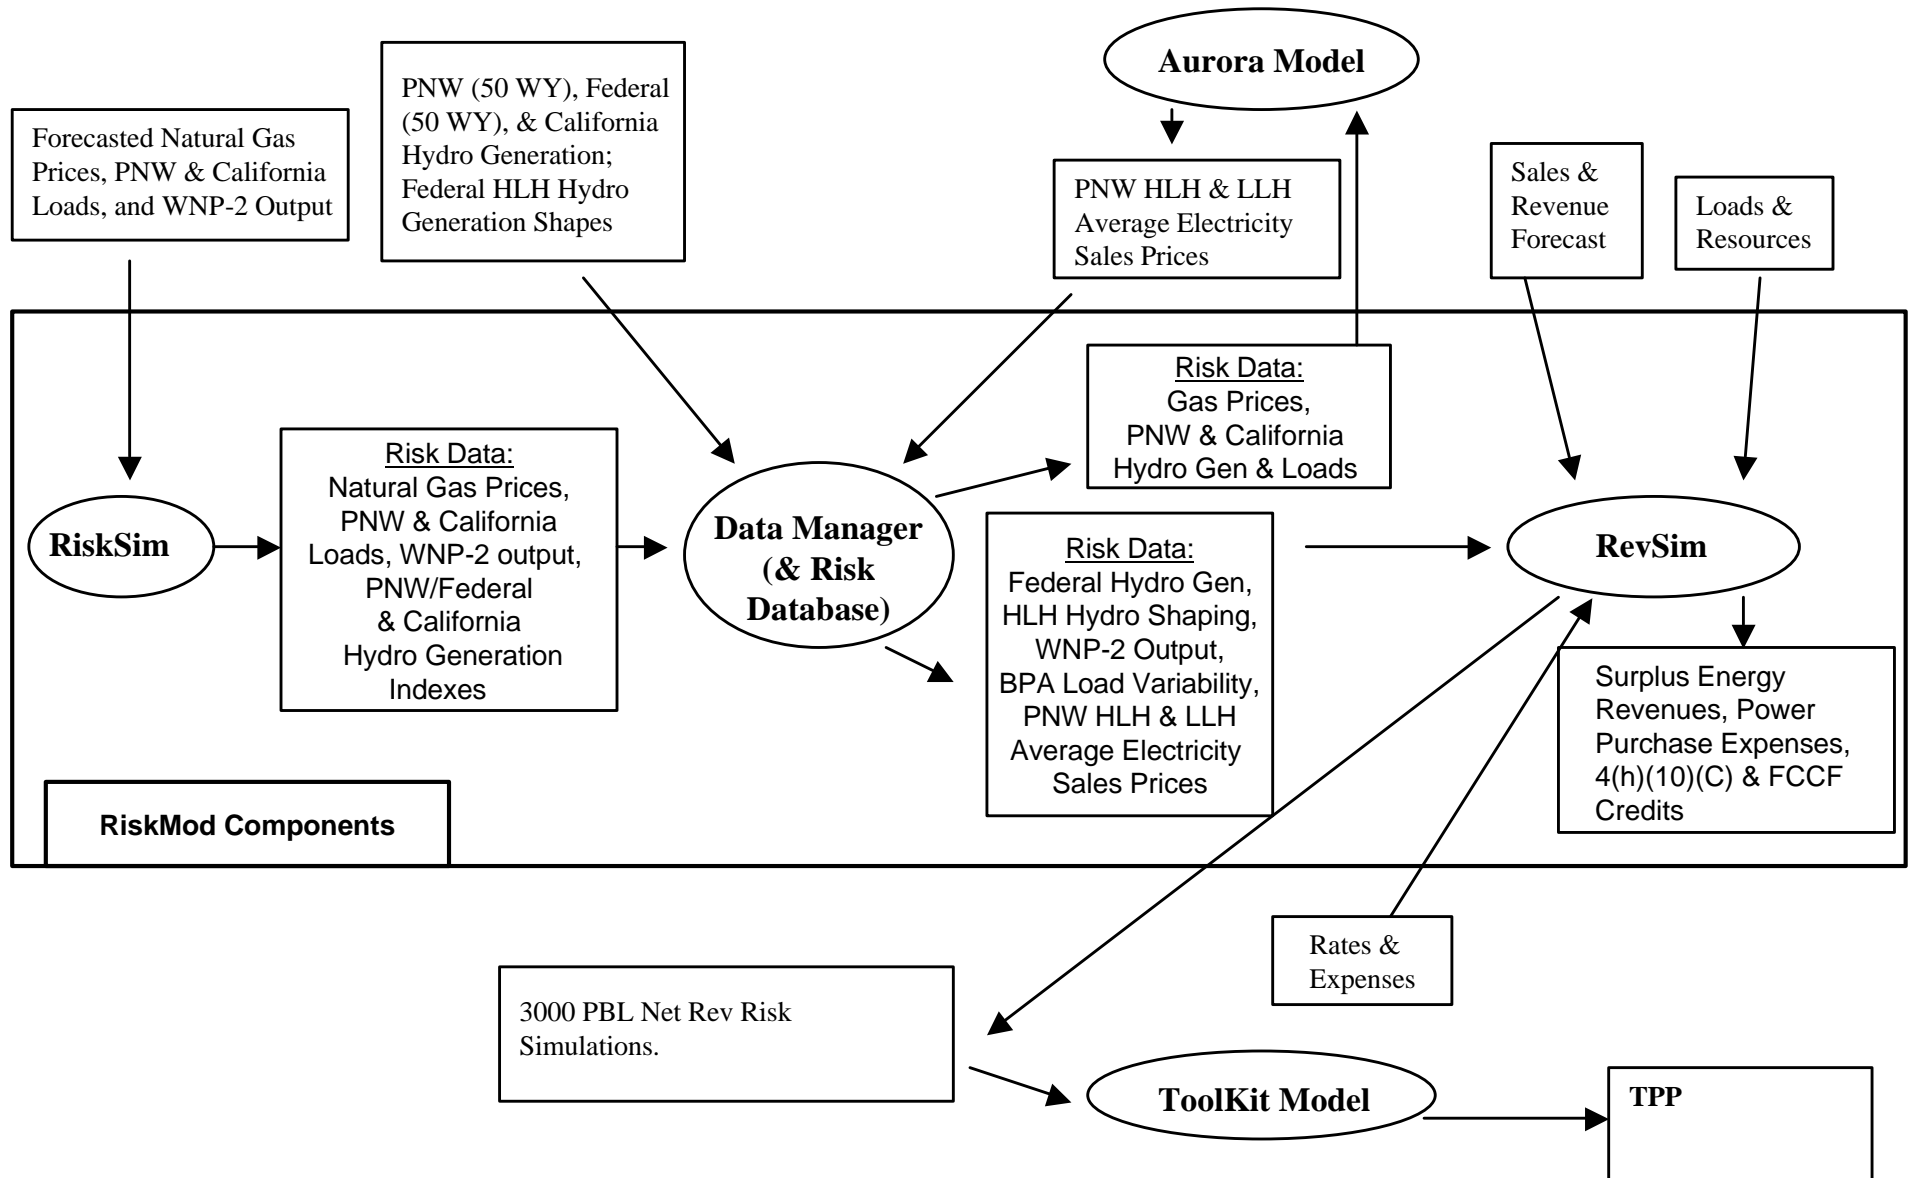 Aurora Model
Forecasted Natural Gas
Prices, PNW & California
Loads, and WNP-2 Output
PNW (50 WY), Federal
(50 WY), & California
Hydro Generation;
Federal HLH Hydro
Generation Shapes
PNW HLH & LLH
Average Electricity
Sales Prices
Sales &
Revenue
Forecast
Loads &
Resources
RiskSim
Risk Data:
Natural Gas Prices,
PNW & California
Loads, WNP-2 output,
PNW/Federal
& California
Hydro Generation
Indexes
Data Manager
(& Risk
Database)
Risk Data:
Gas Prices,
PNW & California
Hydro Gen & Loads
Risk Data:
Federal Hydro Gen,
HLH Hydro Shaping,
WNP-2 Output,
BPA Load Variability,
PNW HLH & LLH
Average Electricity
Sales Prices
RevSim
Surplus Energy
Revenues, Power
Purchase Expenses,
4(h)(10)(C) & FCCF
Credits
RiskMod Components
Rates &
Expenses
3000 PBL Net Rev Risk
Simulations.
ToolKit Model
TPP